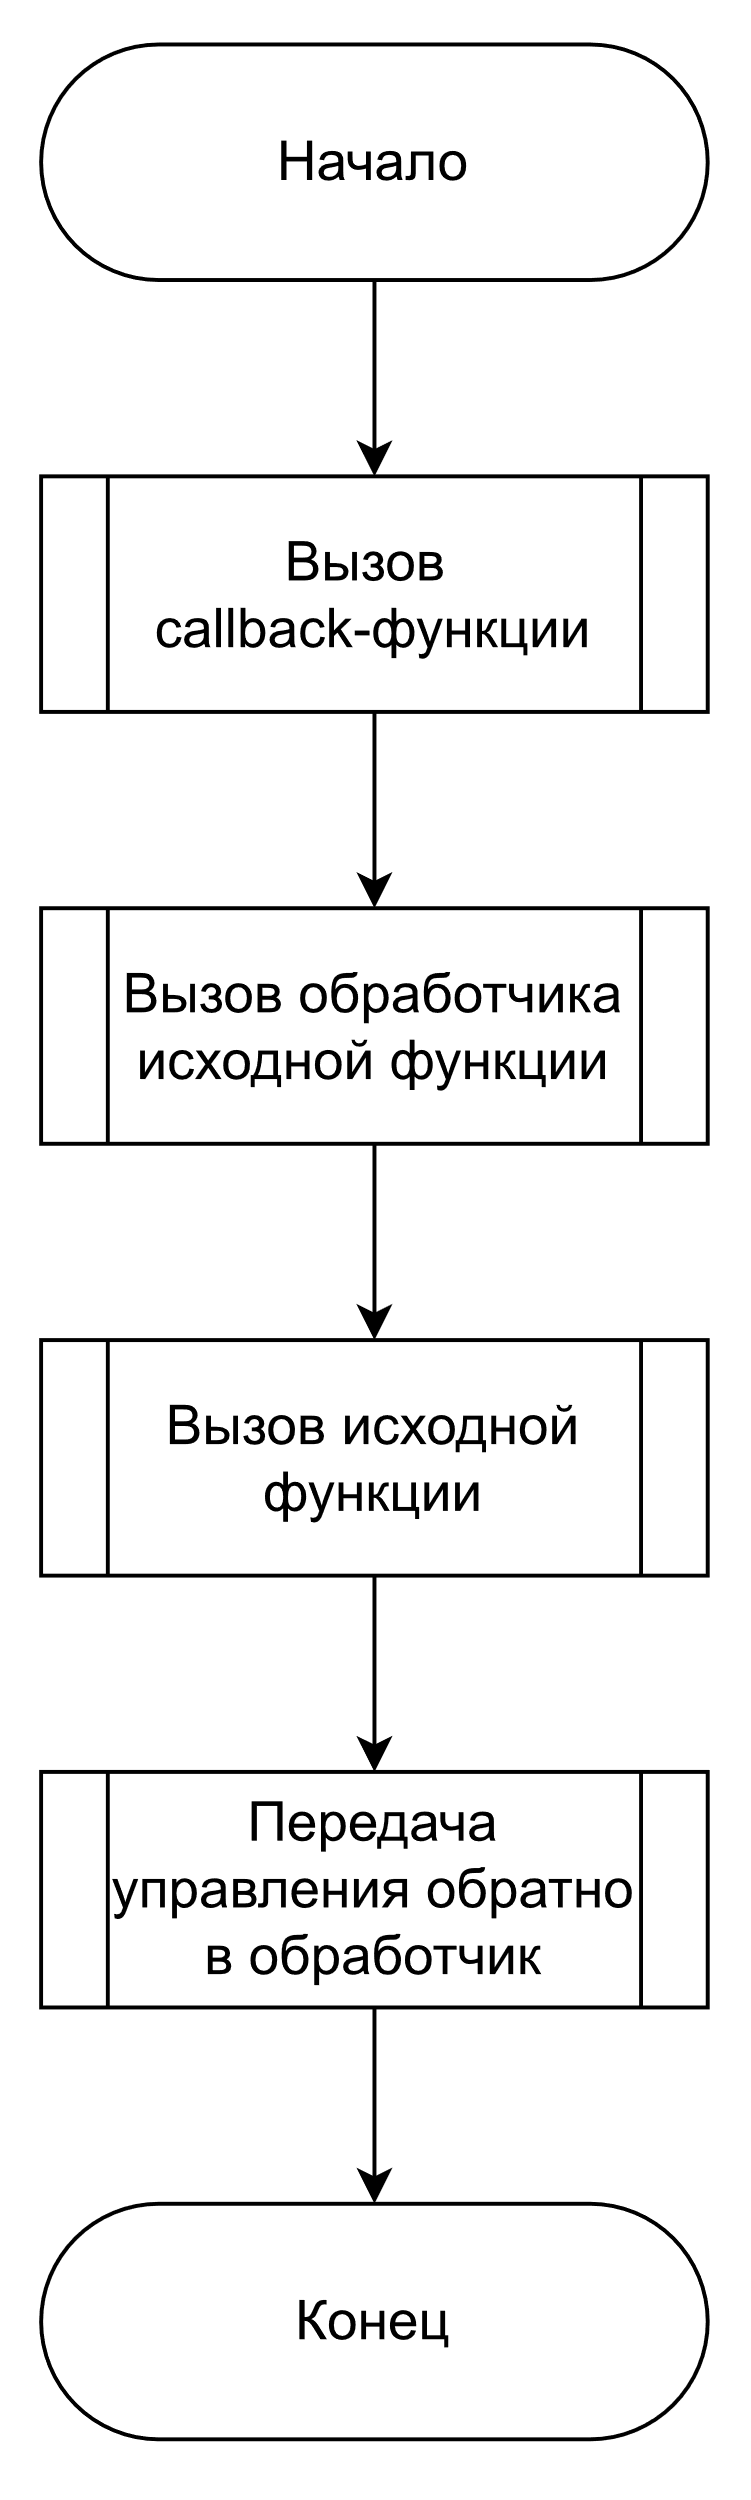 Начало
Вызов
callback-функции
Вызов обработчика
исходной функции
Вызов исходной
функции
Передача
управления обратно
в обработчик
Конец